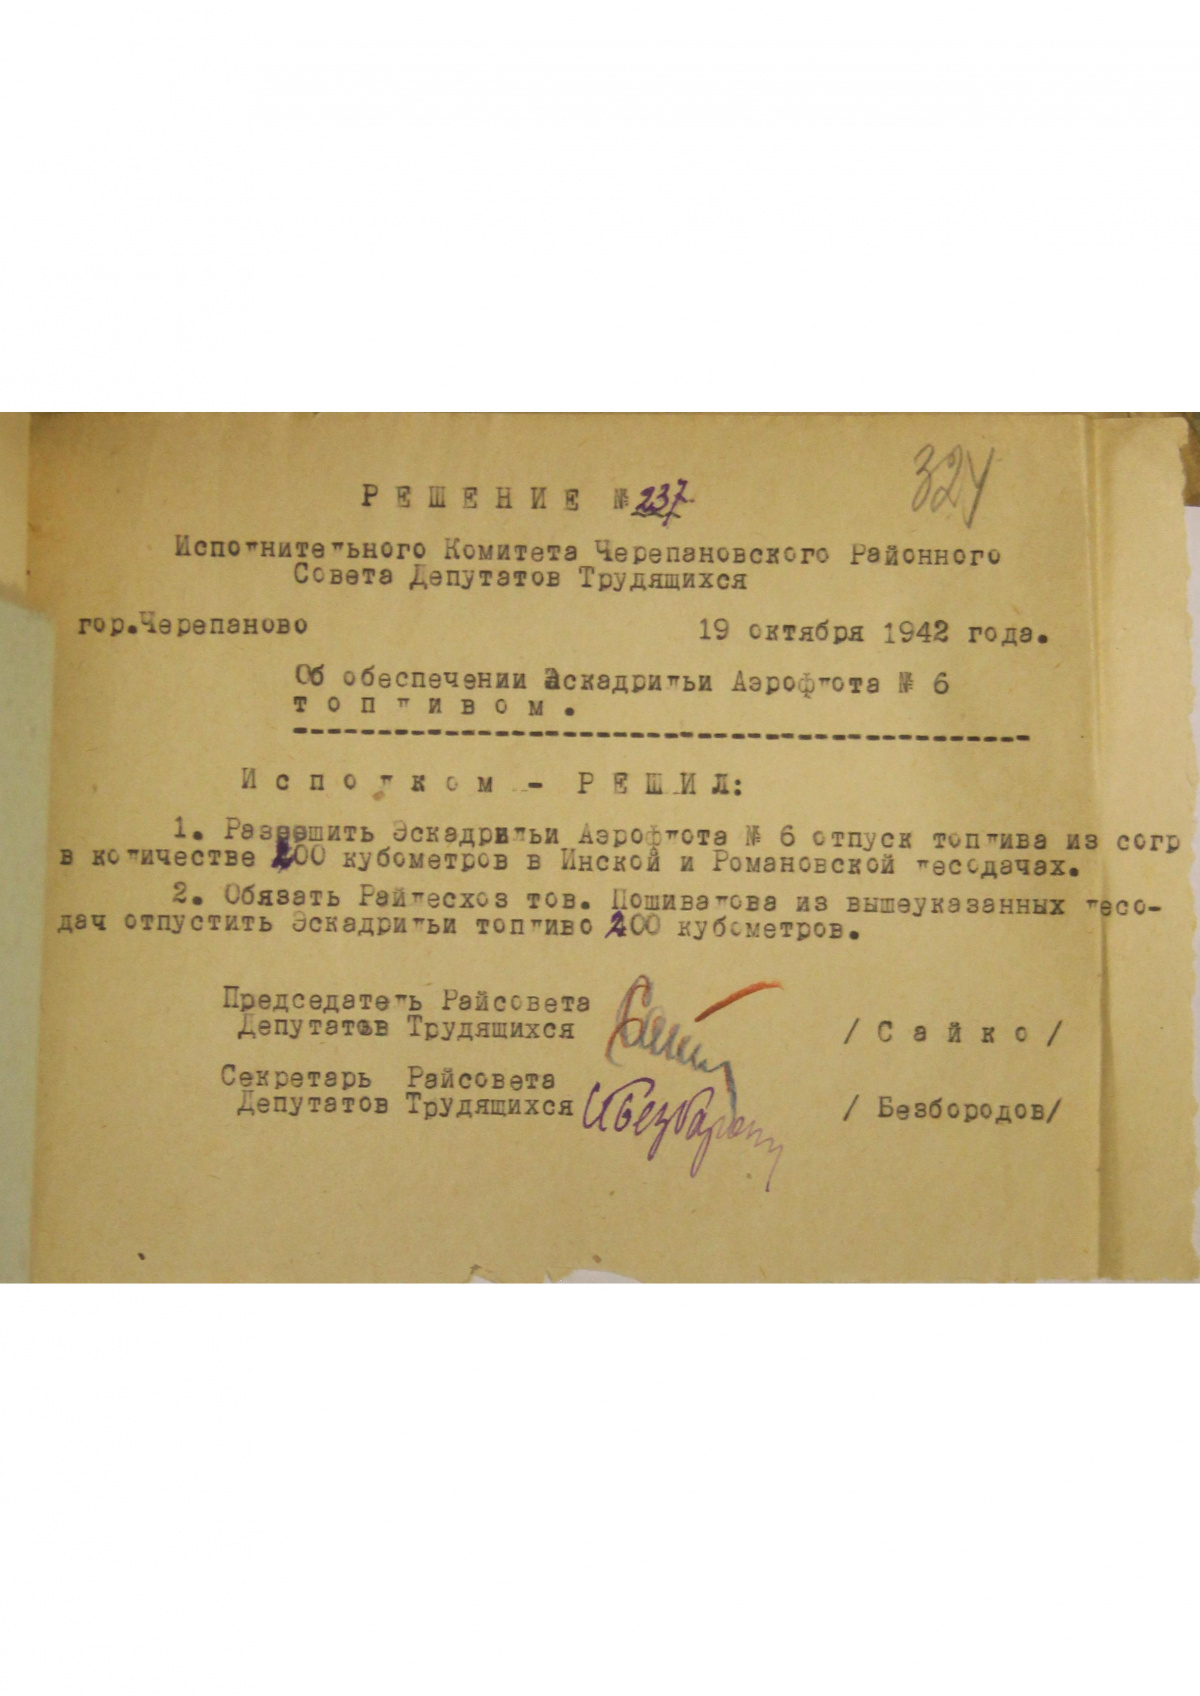 324
Р Е Ш Е Н И Е № 237
Исполнительного Комитета Черепановского Районного
Совета Депутатов Трудящихся
гор.Черепаново 19 октября 1942 года.
Об обеспечении Эскадрильи Аэрофлота № 6
т о п л и в о м .
И с п о л к о м - Р Е Ш И Л:
1. Разрешить Эскадрильи Аэрофлота № 6 отпуск топлива из согр
в количестве 200 кубометров в Инской и Романовской лесодачах.
2. Обязать Райлесхоз тов. Пошивалова из вышеуказанных лесо-
дач отпустить Эскадрильи топливо 200 кубометров.
Председатель Райсовета
Депутатов Трудящихся / С а й к о /
Секретарь Райсовета
Депутатов Трудящихся / Безбородов/